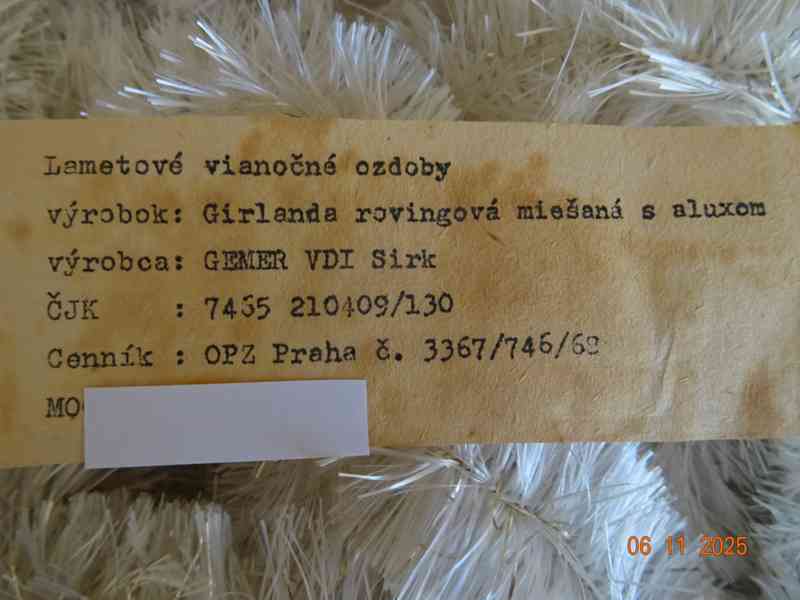 Lametové vianočné ozdoby
výrobok: Girlanda rovingová miešaná s aluxom
výrobca: GEMER VDI Sirk
ČJK : 7465 210409/130
Cenník : OPZ Praha č. 3367/746/68
MO
06 11 2025